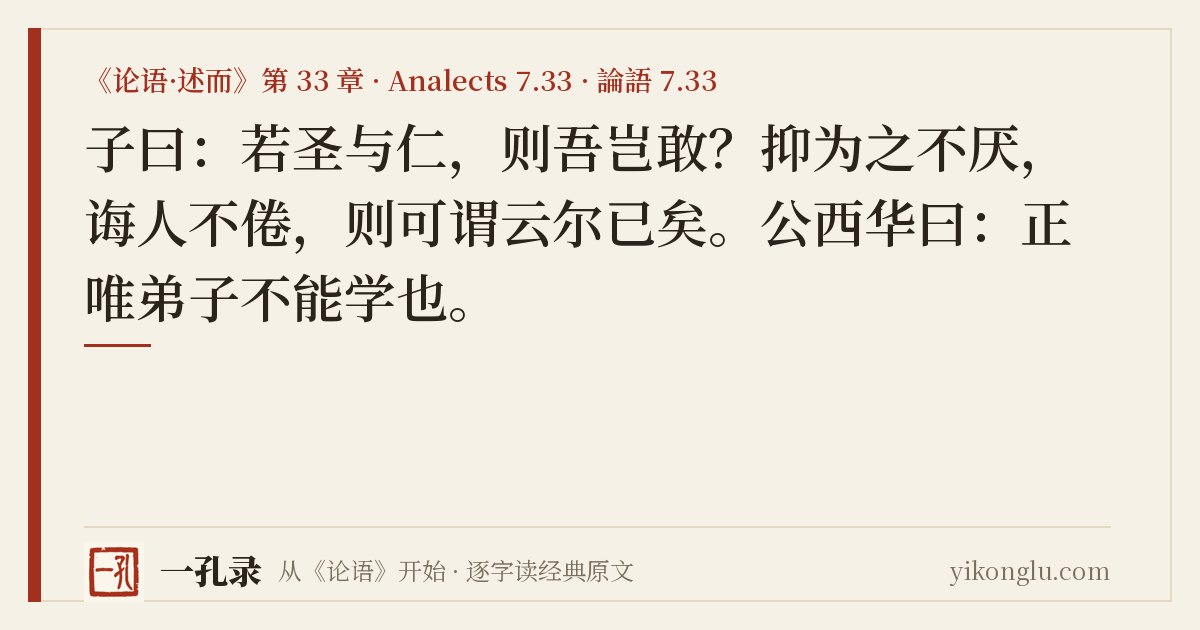 《论语·述而》第 33 章 · Analects 7.33 · 論語 7.33
子曰：若圣与仁，则吾岂敢？抑为之不厌，
诲人不倦，则可谓云尔已矣。公西华曰：正
唯弟子不能学也。
一孔
一孔录 从《论语》开始 · 逐字读经典原文 yikonglu.com